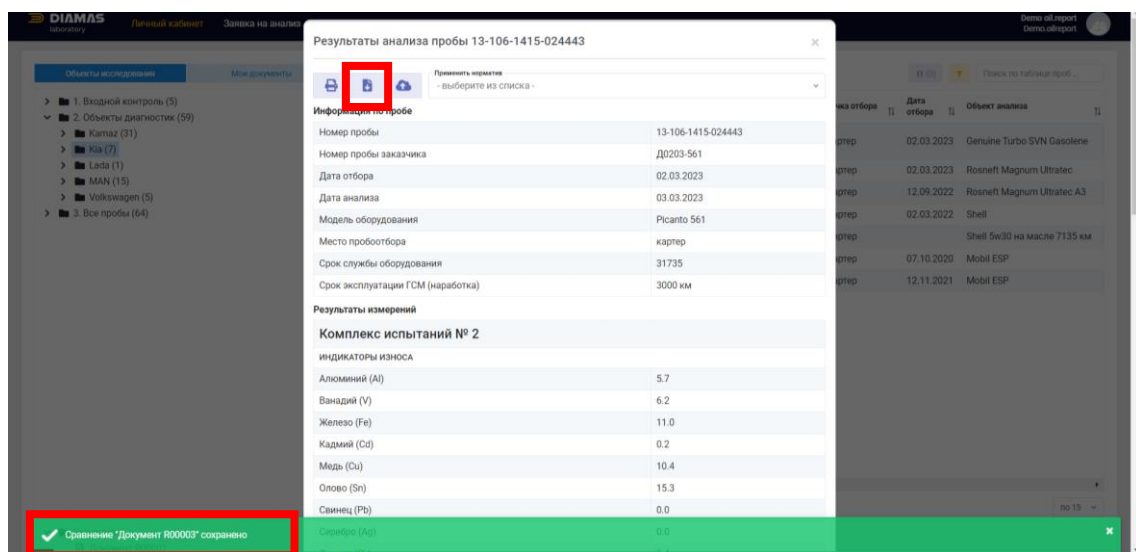 DIAMAS
laboratory
Личный кабинет
Заявка на анализ
Demo oil.report
Demo.oilreport
Объекты исследования
Мои документы
1. Входной контроль (5)
2. Объекты диагностик (59)
Kamaz (31)
Kia (7)
Lada (1)
MAN (15)
Volkswagen (5)
3. Все пробы (64)
Результаты анализа пробы 13-106-1415-024443
×
Применить норматив
- выберите из списка -
Информация по пробе
Номер пробы 13-106-1415-024443
Номер пробы заказчика Д0203-561
Дата отбора 02.03.2023
Дата анализа 03.03.2023
Модель оборудования Picanto 561
Место пробоотбора картер
Срок службы оборудования 31735
Срок эксплуатации ГСМ (наработка) 3000 км
Результаты измерений
Комплекс испытаний № 2
ИНДИКАТОРЫ ИЗНОСА
Алюминий (Al) 5.7
Ванадий (V) 6.2
Железо (Fe) 11.0
Кадмий (Cd) 0.2
Медь (Cu) 10.4
Олово (Sn) 15.3
Свинец (Pb) 0.0
Серебро (Ag) 0.0
Поиск по таблице проб...
отбора Дата отбора Объект анализа
02.03.2023 Genuine Turbo SVN Gasolene
02.03.2023 Rosneft Magnum Ultratec
12.09.2022 Rosneft Magnum Ultratec A3
02.03.2022 Shell
Shell 5w30 на масле 7135 км
07.10.2020 Mobil ESP
12.11.2021 Mobil ESP
по 15
Сравнение "Документ R00003" сохранено
×